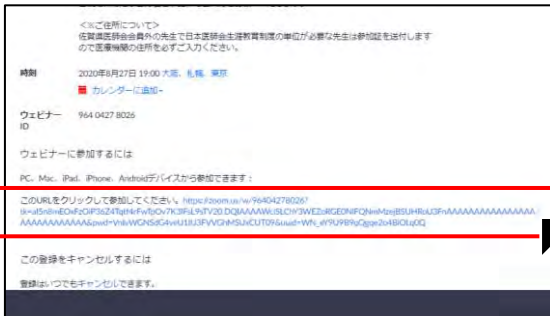 <※ご住所について>
佐賀県医師会会員外の先生で日本医師会生涯教育制度の単位が必要な先生は参加証を送付します
ので医療機関の住所を必ずご入力ください。
時刻 2020年8月27日 19:00 大阪、札幌、東京
カレンダーに追加
ウェビナー 964 0427 8026
ID
ウェビナーに参加するには
PC、Mac、iPad、iPhone、Androidデバイスから参加できます：
このURLをクリックして参加してください。https://zoom.us/w/96404278026?
この登録をキャンセルするには
登録はいつでもキャンセルできます。